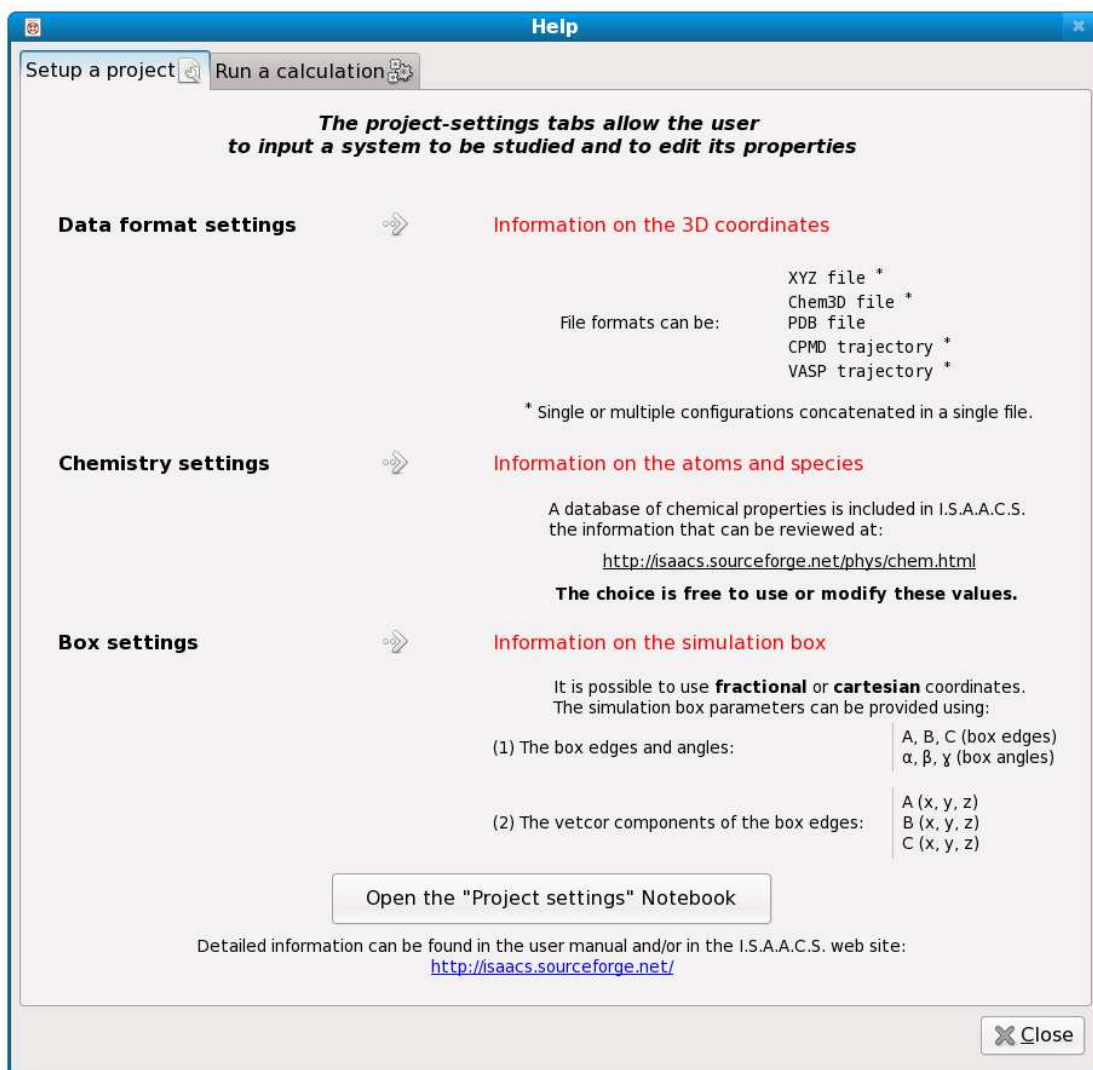 Help
Setup a project
Run a calculation
The project-settings tabs allow the user
to input a system to be studied and to edit its properties
Data format settings
Information on the 3D coordinates
File formats can be:
XYZ file *
Chem3D file *
PDB file
CPMD trajectory *
VASP trajectory *
* Single or multiple configurations concatenated in a single file.
Chemistry settings
Information on the atoms and species
A database of chemical properties is included in I.S.A.A.C.S.
the information that can be reviewed at:
http://isaacs.sourceforge.net/phys/chem.html
The choice is free to use or modify these values.
Box settings
Information on the simulation box
It is possible to use fractional or cartesian coordinates.
The simulation box parameters can be provided using:
(1) The box edges and angles:
A, B, C (box edges)
α, β, ɣ (box angles)
(2) The vetcor components of the box edges:
A (x, y, z)
B (x, y, z)
C (x, y, z)
Open the "Project settings" Notebook
Detailed information can be found in the user manual and/or in the I.S.A.A.C.S. web site:
http://isaacs.sourceforge.net/
Close